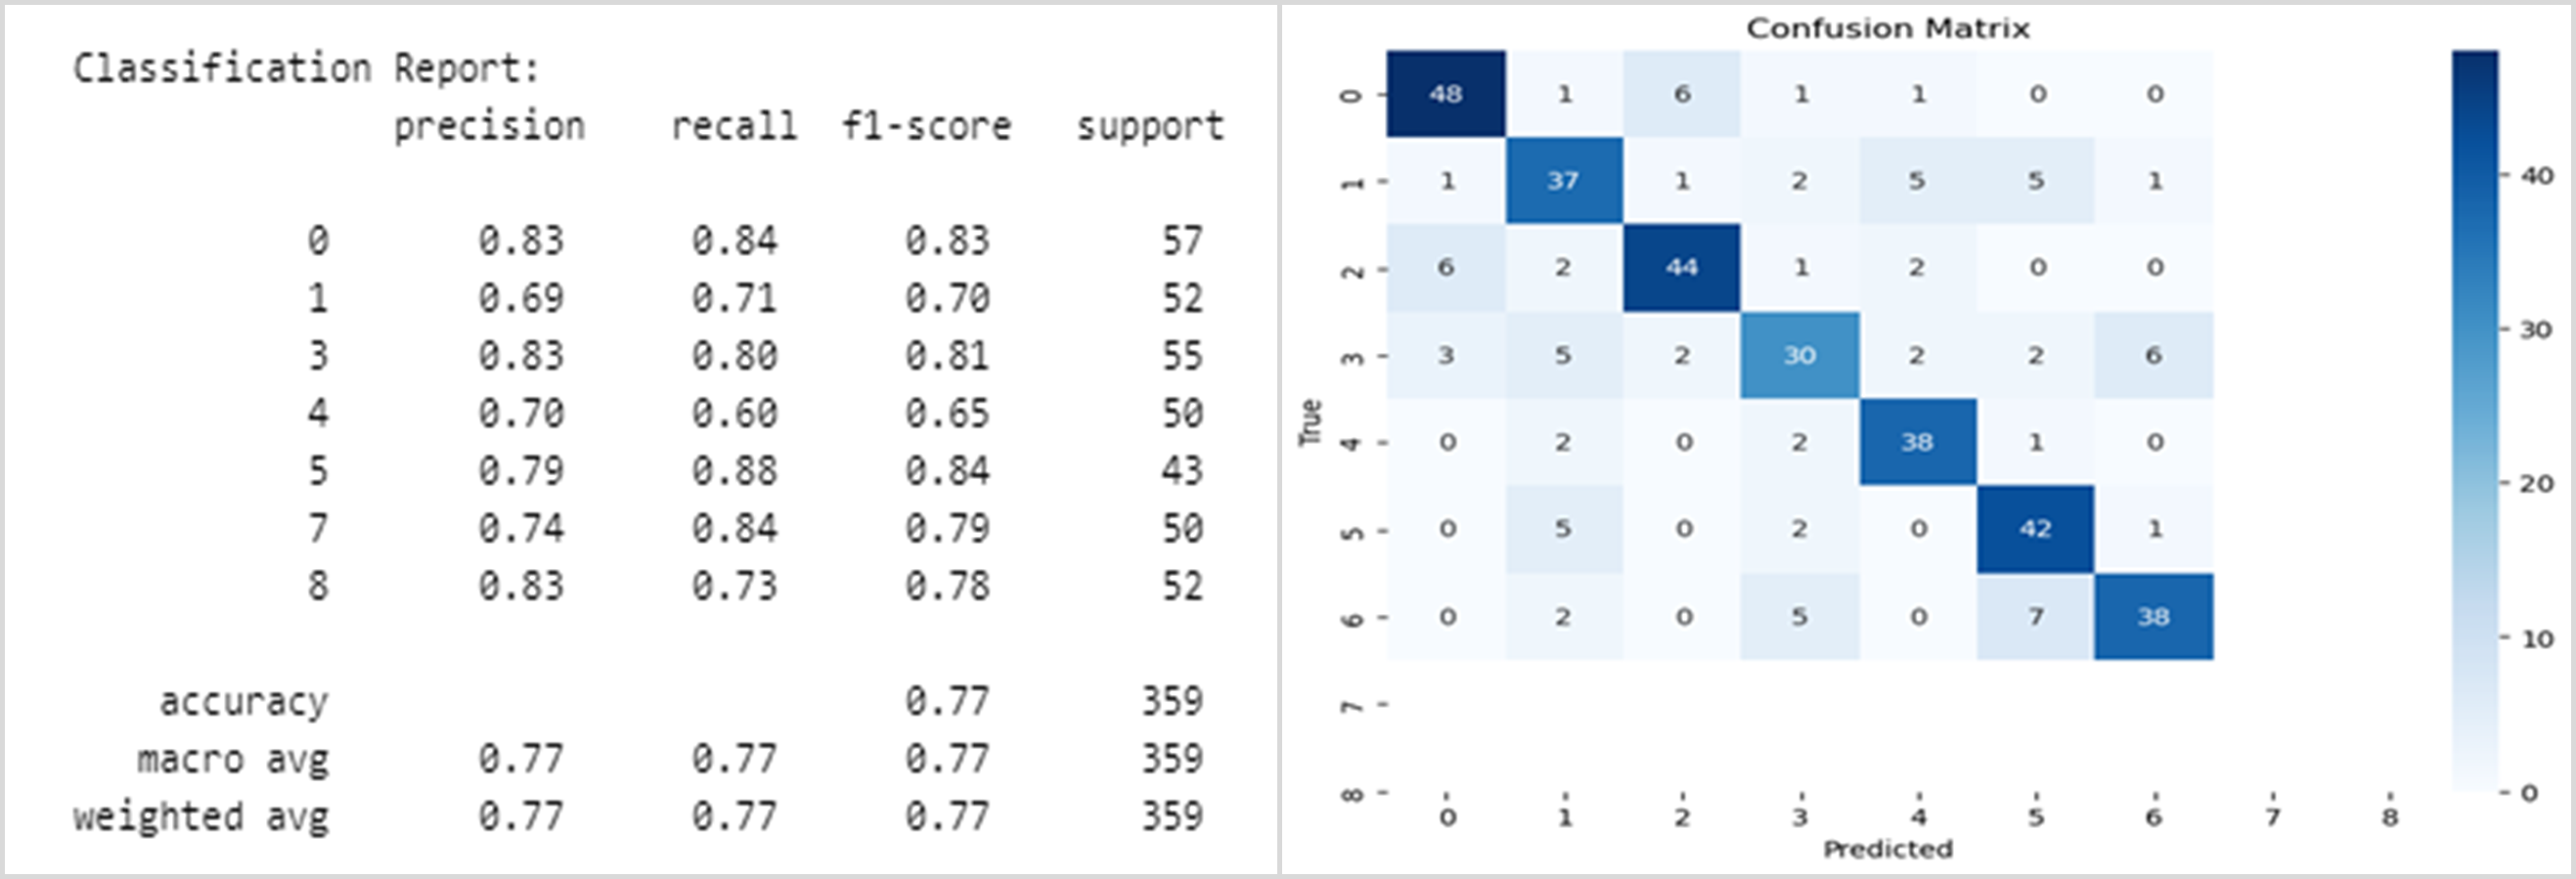 Classification Report:
precision recall f1-score support
0 0.83 0.84 0.83 57
1 0.69 0.71 0.70 52
3 0.83 0.80 0.81 55
4 0.70 0.60 0.65 50
5 0.79 0.88 0.84 43
7 0.74 0.84 0.79 50
8 0.83 0.73 0.78 52
accuracy 0.77 359
macro avg 0.77 0.77 0.77 359
weighted avg 0.77 0.77 0.77 359
Confusion Matrix
True
0 48 1 6 1 1 0 0
1 1 37 1 2 5 5 1
2 6 2 44 1 2 0 0
3 3 5 2 30 2 2 6
4 0 2 0 2 38 1 0
5 0 5 0 2 0 42 1
6 0 2 0 5 0 7 38
7
8
0 1 2 3 4 5 6 7 8
Predicted
40
30
20
10
0